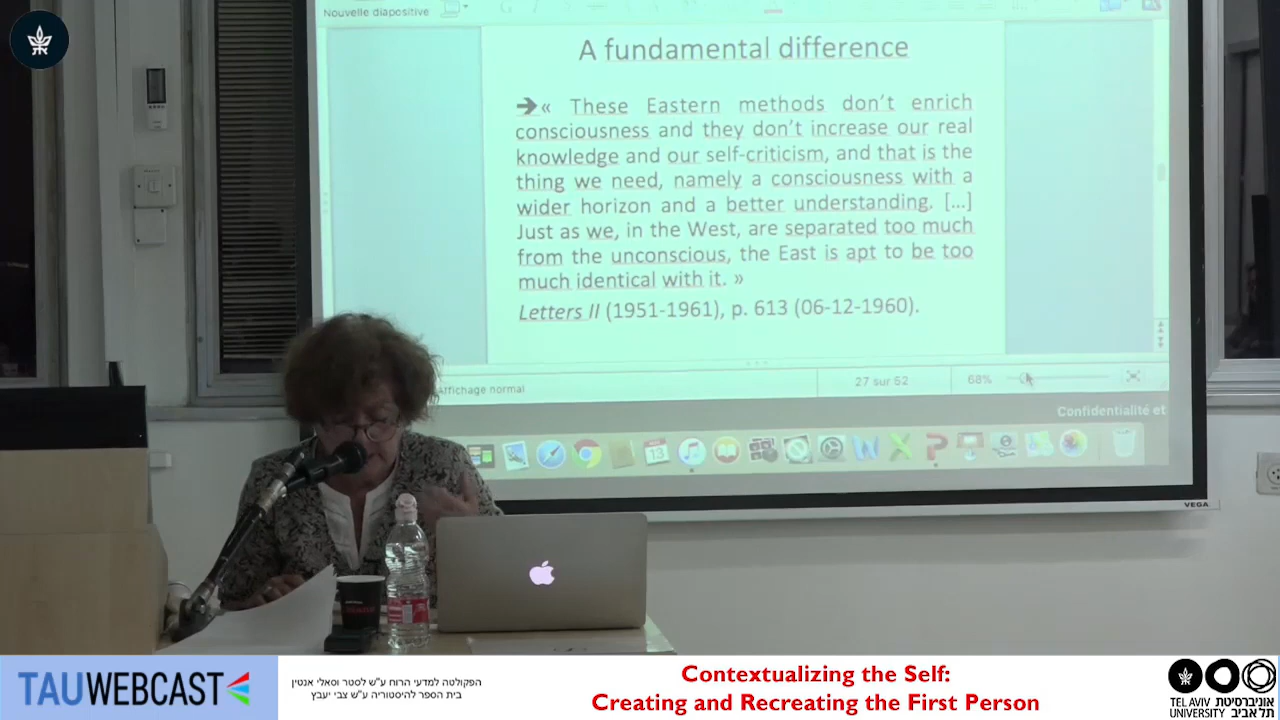 Nouvelle diapositive
A fundamental difference
➔« These Eastern methods don't enrich
consciousness and they don't increase our real
knowledge and our self-criticism, and that is the
thing we need, namely a consciousness with a
wider horizon and a better understanding. [...]
Just as we, in the West, are separated too much
from the unconscious, the East is apt to be too
much identical with it. »
Letters II (1951-1961), p. 613 (06-12-1960).
ffichage normal
27 sur 52
68%
Confidentialité et
13
VEGA
TAUWEBCAST
הפקולטה למדעי הרוח ע"ש לסטר וסאלי אנטין
בית הספר להיסטוריה ע"ש צבי יעבץ
Contextualizing the Self:
Creating and Recreating the First Person
TEL AVIV אוניברסיטת
UNIVERSITY תל אביב